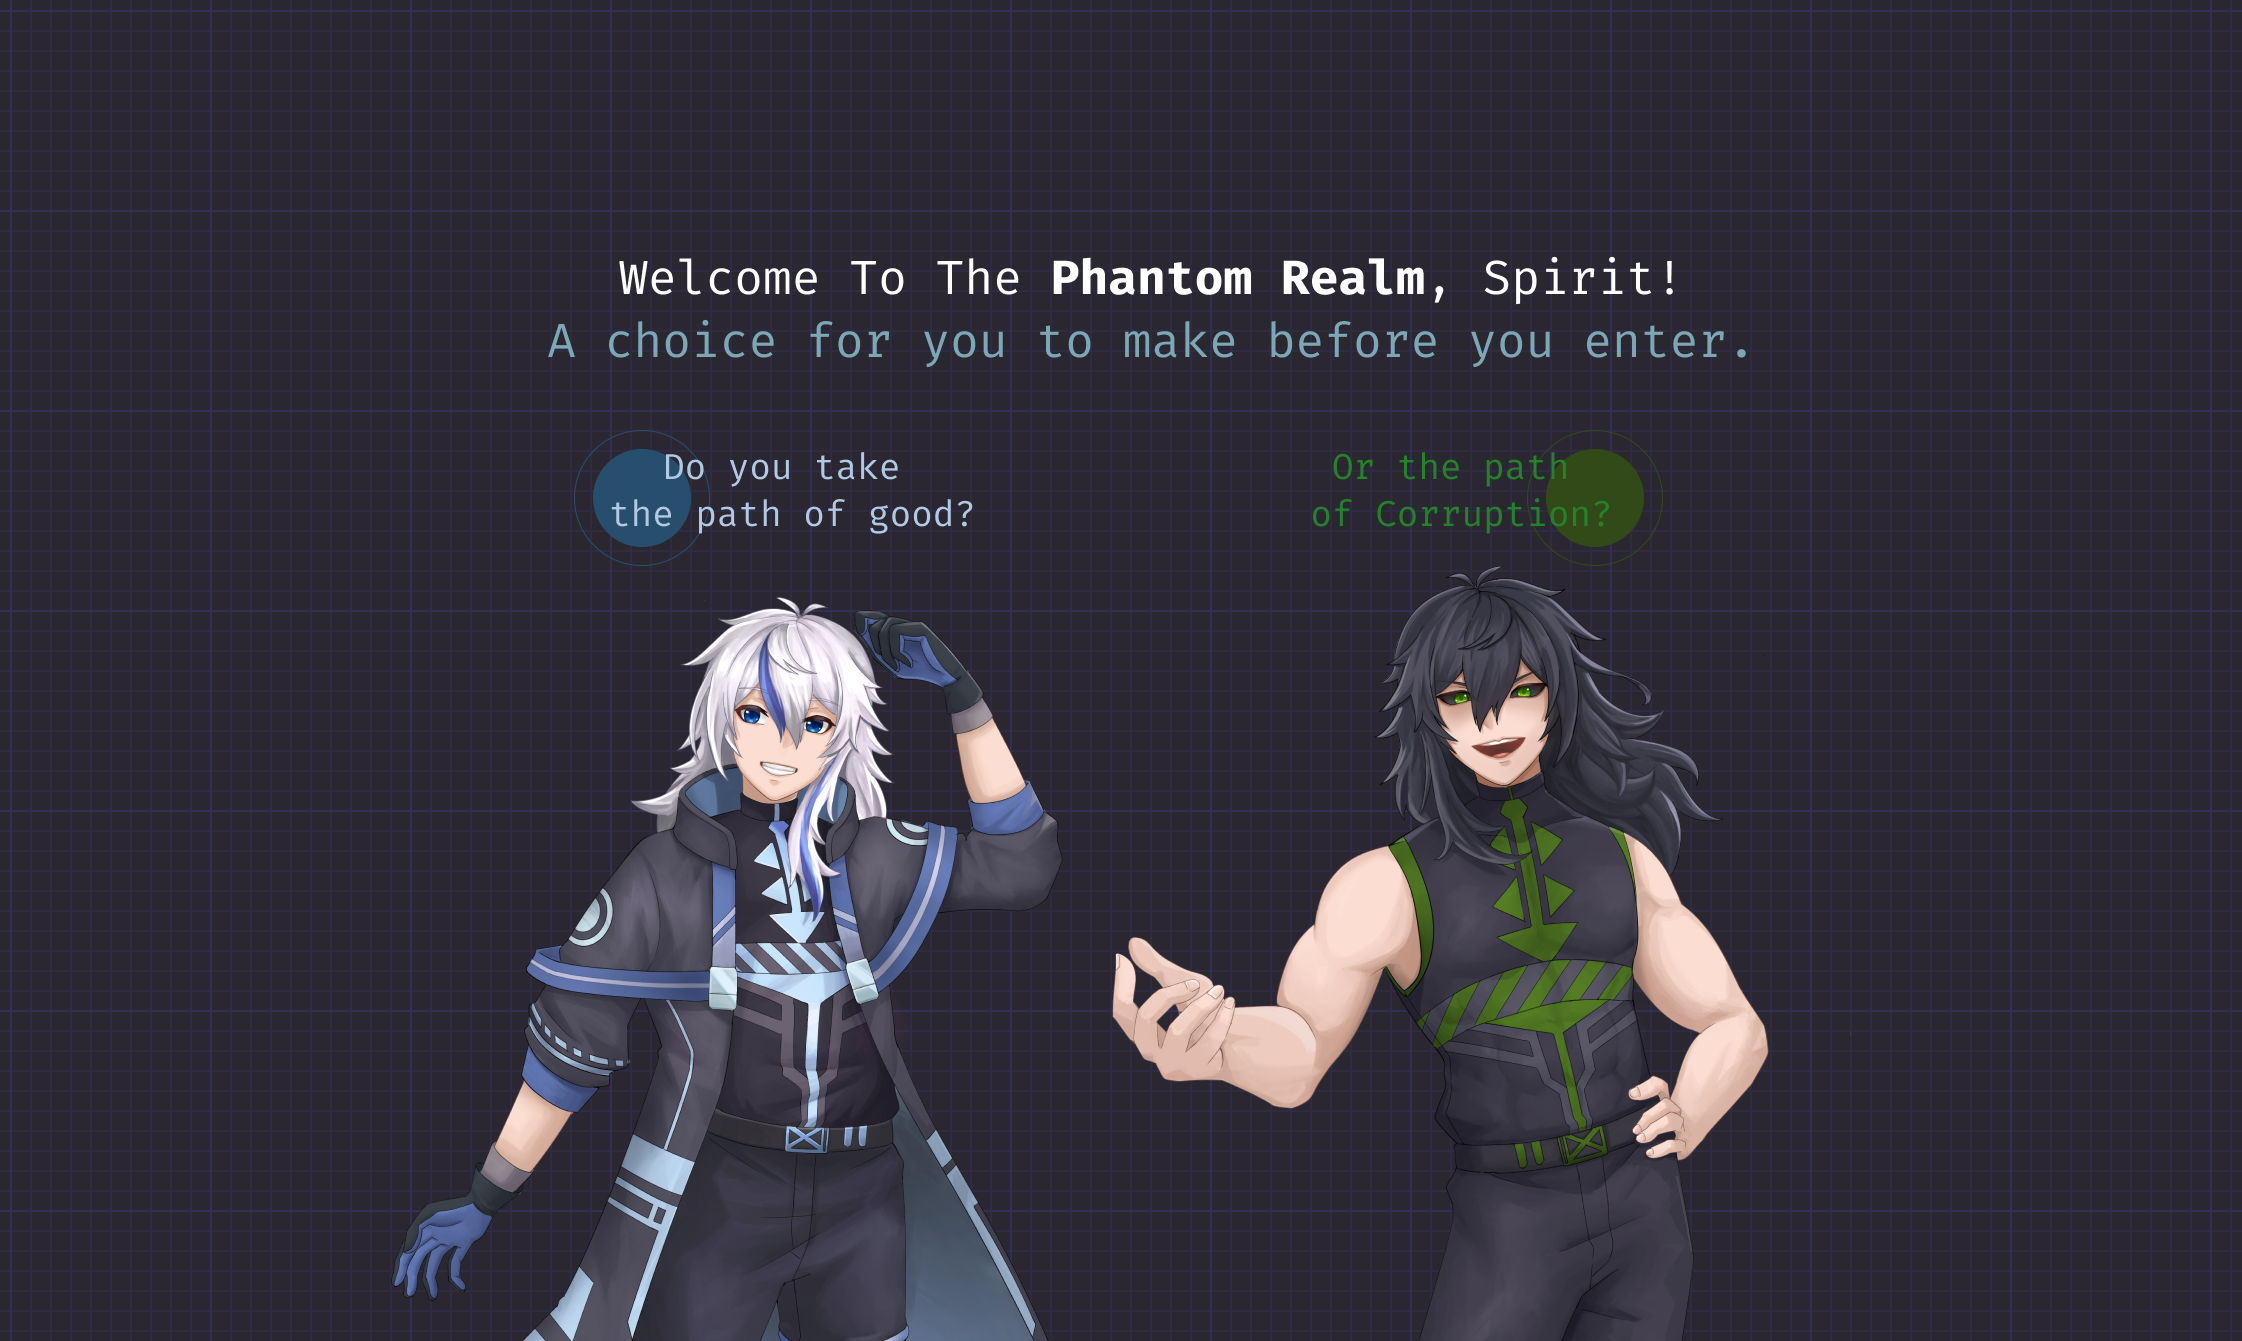 Welcome To The Phantom Realm, Spirit!
A choice for you to make before you enter.
Do you take
the path of good?
Or the path
of Corruption?